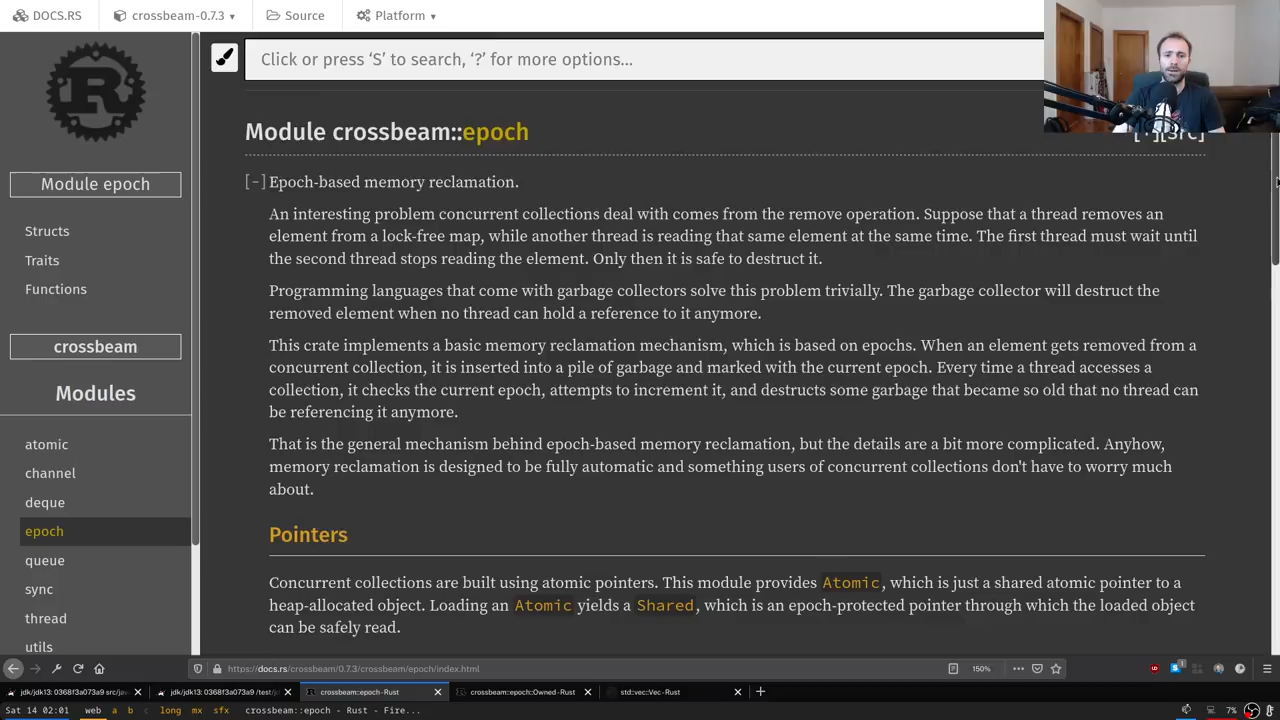 DOCS.RS
crossbeam-0.7.3
Source
Platform
Click or press ‘S’ to search, ‘?’ for more options…
Module epoch
Structs
Traits
Functions
crossbeam
Modules
atomic
channel
deque
epoch
queue
sync
thread
utils
Module crossbeam::epoch
[src]
[-] Epoch-based memory reclamation.
An interesting problem concurrent collections deal with comes from the remove operation. Suppose that a thread removes an
element from a lock-free map, while another thread is reading that same element at the same time. The first thread must wait until
the second thread stops reading the element. Only then it is safe to destruct it.
Programming languages that come with garbage collectors solve this problem trivially. The garbage collector will destruct the
removed element when no thread can hold a reference to it anymore.
This crate implements a basic memory reclamation mechanism, which is based on epochs. When an element gets removed from a
concurrent collection, it is inserted into a pile of garbage and marked with the current epoch. Every time a thread accesses a
collection, it checks the current epoch, attempts to increment it, and destructs some garbage that became so old that no thread can
be referencing it anymore.
That is the general mechanism behind epoch-based memory reclamation, but the details are a bit more complicated. Anyhow,
memory reclamation is designed to be fully automatic and something users of concurrent collections don't have to worry much
about.
Pointers
Concurrent collections are built using atomic pointers. This module provides Atomic, which is just a shared atomic pointer to a
heap-allocated object. Loading an Atomic yields a Shared, which is an epoch-protected pointer through which the loaded object
can be safely read.
https://docs.rs/crossbeam/0.7.3/crossbeam/epoch/index.html
150%
jdk/jdk13: 0368f3a073a9 src/jav
jdk/jdk13: 0368f3a073a9 /test/j
crossbeam::epoch - Rust
crossbeam::epoch::Owned - Rust
std::vec::Vec - Rust
Sat 14 02:01 web a b < long mx sfx crossbeam::epoch - Rust - Fire...
7%